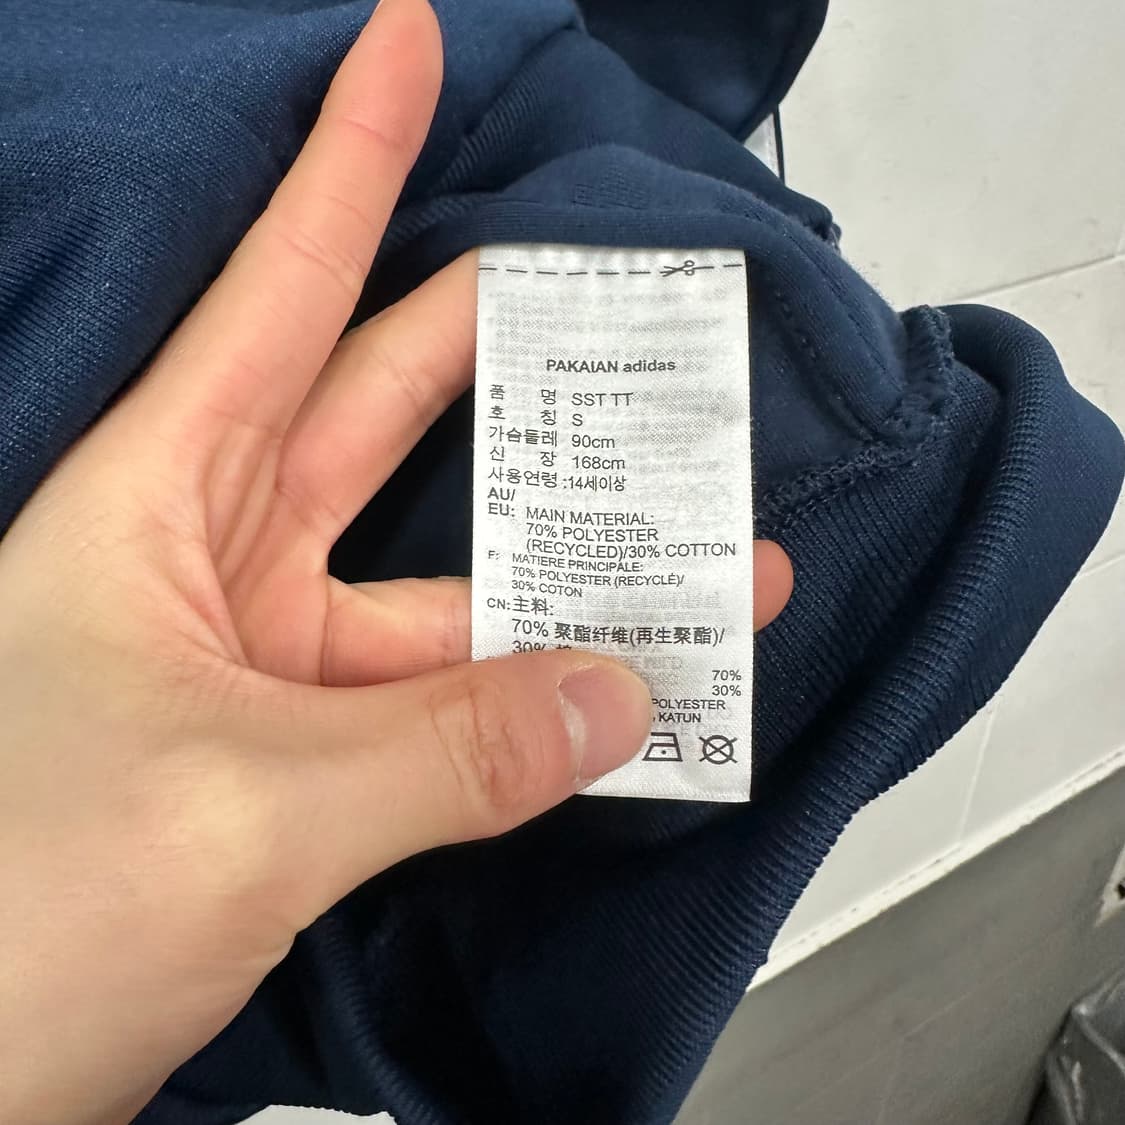 PAKAIAN adidas
품 명 SST TT
호 칭 S
가슴둘레 90cm
신 장 168cm
사용연령 :14세이상
AU/
EU: MAIN MATERIAL:
70% POLYESTER
(RECYCLED)/30% COTTON
F: MATIERE PRINCIPALE:
70% POLYESTER (RECYCLÉ)/
30% COTON
CN:主料:
70% 聚酯纤维(再生聚酯)/
30%
70%
30%
POLYESTER
, KATUN